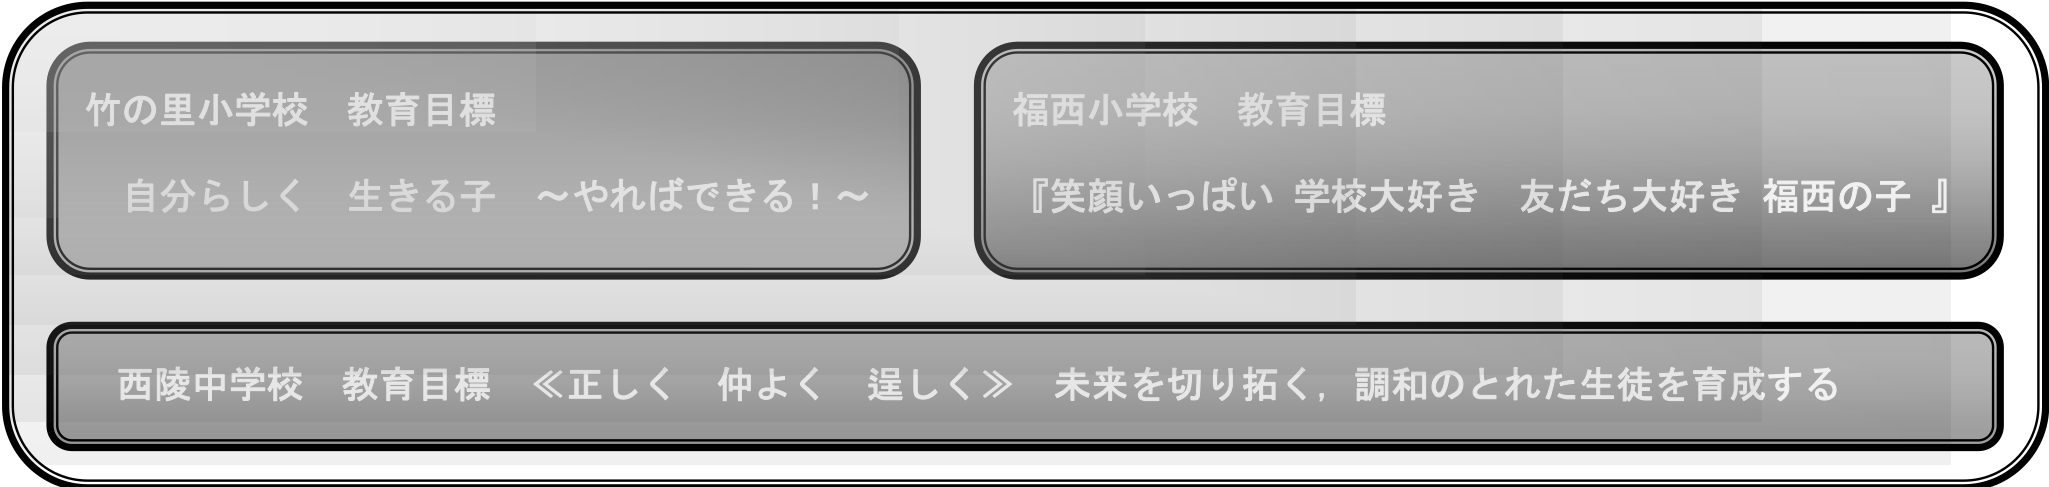 竹の里小学校　教育目標
自分らしく　生きる子　～やればできる！～
福西小学校　教育目標
『笑顔いっぱい 学校大好き　友だち大好き 福西の子 』
西陵中学校　教育目標　≪正しく　仲よく　逞しく≫　未来を切り拓く，調和のとれた生徒を育成する